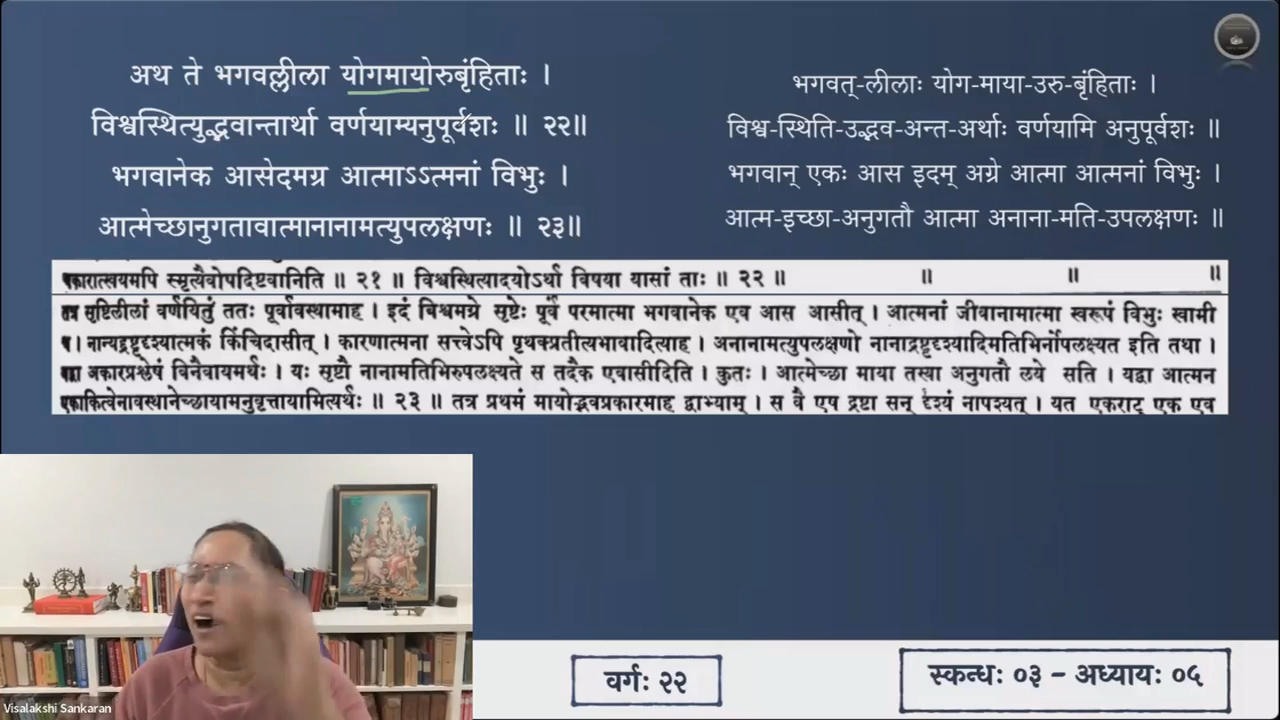 अथ ते भगवल्लीला योगमायोरुबृंहिताः ।
विश्वस्थित्युद्भवान्तार्था वर्णयाम्यनुपूर्वशः ॥ २२॥
भगवानेक आसेदमग्र आत्माऽऽत्मनां विभुः ।
आत्मेच्छानुगतावात्मानानामत्युपलक्षणः ॥ २३॥
भगवत्-लीलाः योग-माया-उरु-बृंहिताः ।
विश्व-स्थिति-उद्भव-अन्त-अर्थाः वर्णयामि अनुपूर्वशः ॥
भगवान् एकः आस इदम् अग्रे आत्मा आत्मनां विभुः ।
आत्म-इच्छा-अनुगतौ आत्मा अनाना-मति-उपलक्षणः ॥
स्मृत्यैवोपदिष्टवानिति ॥ २१ ॥ विश्वस्थित्यादयोऽर्था विषया यासां ताः ॥ २२ ॥ ॥ ॥ ॥
तत्र सृष्टिलीलां वर्णयितुं ततः पूर्वावस्थामाह । इदं विश्वमग्रे सृष्टेः पूर्वं परमात्मा भगवानेक एव आस आसीत् । आत्मनां जीवानामात्मा स्वरूपं विभुः स्वामी
। नान्यद्रष्टृदृश्यात्मकं किंचिदासीत् । कारणात्मना सत्त्वेऽपि पृथक्प्रतीत्यभावादित्याह । अनानामत्युपलक्षणो नानाद्रष्टृदृश्यादिमतिभिर्नोपलक्ष्यत इति तथा ।
अकारप्रश्लेषं विनैवायमर्थः । यः सृष्टौ नानामतिभिरुपलक्ष्यते स तदैक एवासीदिति । कुतः । आत्मेच्छा माया तस्या अनुगतौ लये सति । यद्वा आत्मन
एकाकित्वेनावस्थानेच्छायामनुवृत्तायामित्यर्थः ॥ २३ ॥ तत्र प्रथमं मायोद्भवप्रकारमाह द्वाभ्याम् । स वै एष द्रष्टा सन् दृश्यं नापश्यत् । यत एकराट् एक एव
Visalakshi Sankaran
वर्गः २२
स्कन्धः ०३ – अध्यायः ०५